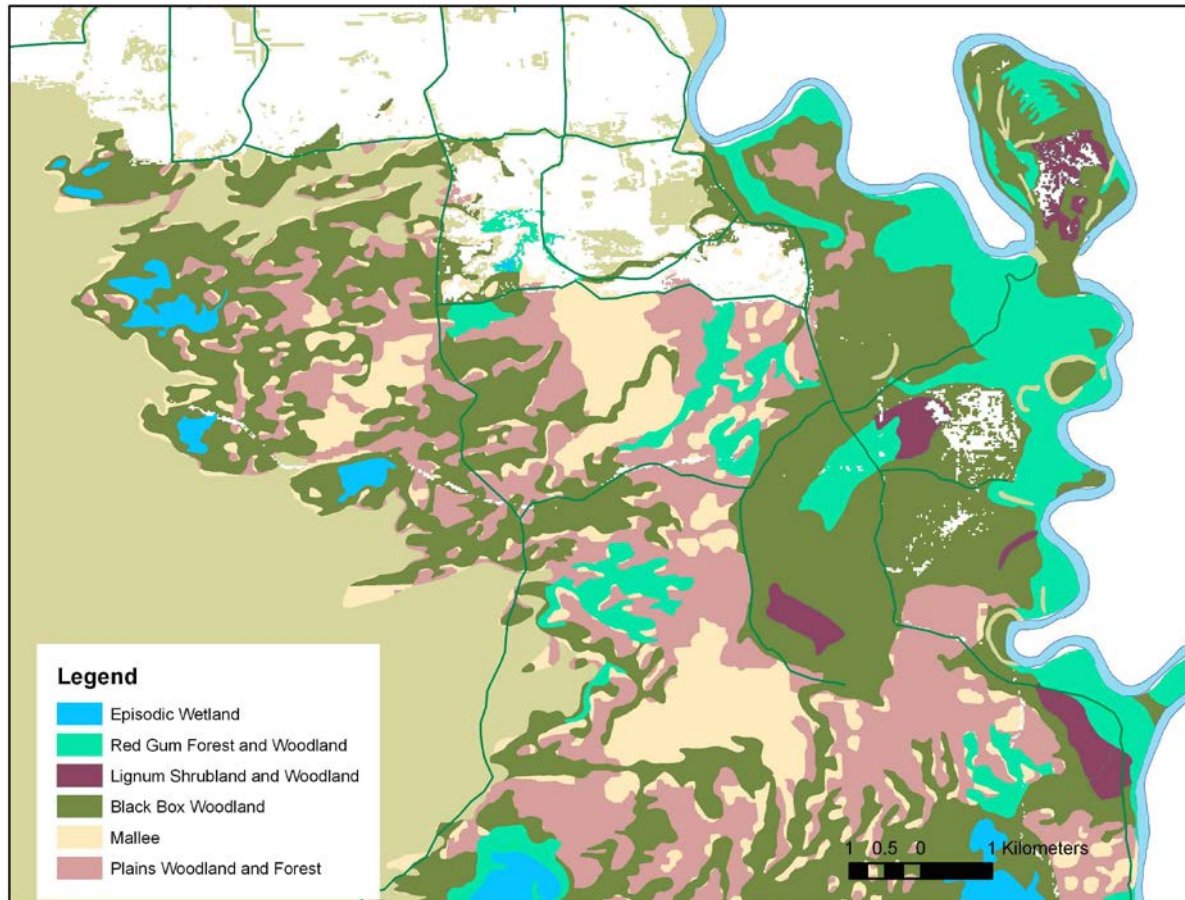 Legend
Episodic Wetland
Red Gum Forest and Woodland
Lignum Shrubland and Woodland
Black Box Woodland
Mallee
Plains Woodland and Forest
1 0.5 0 1 Kilometers